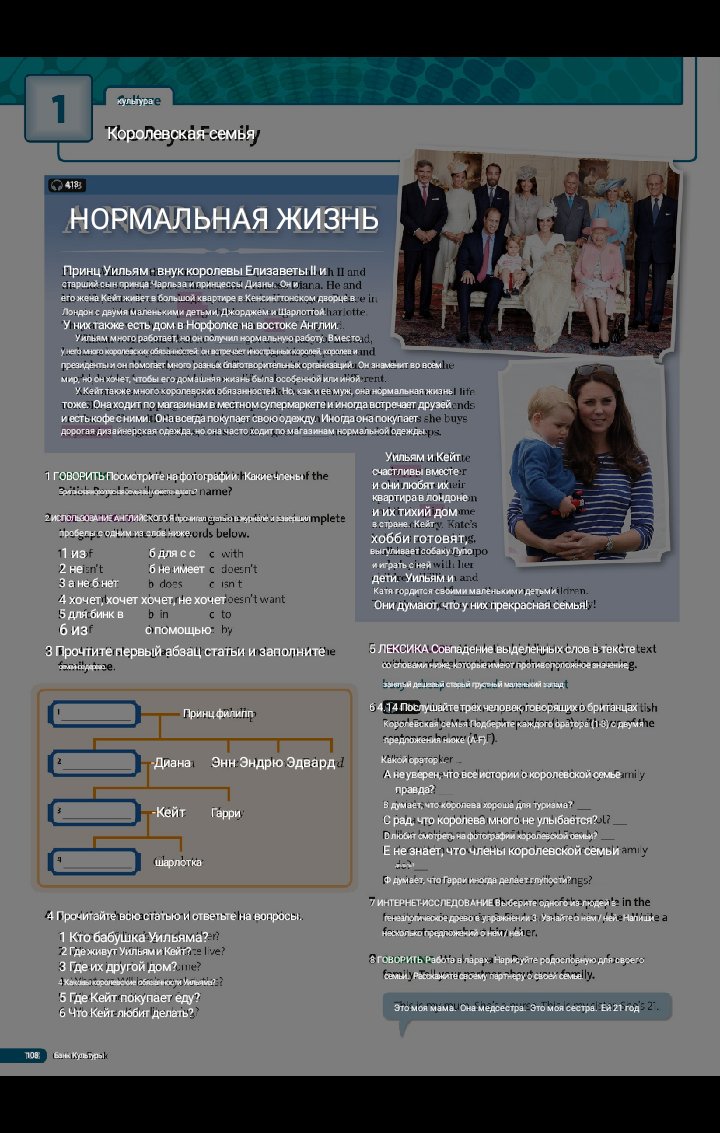 1
культура
Королевская семья
413
НОРМАЛЬНАЯ ЖИЗНЬ
Принц Уильям - внук королевы Елизаветы II и
старший сын принца Чарльза и принцессы Дианы. Он и
его жена Кейт живет в большой квартире в Кенсингтонском дворце в
Лондон с двумя маленькими детьми, Джорджем и Шарлоттой.
У них также есть дом в Норфолке на востоке Англии.
Уильям много работает, но он получил нормальную работу. Вместо,
у него много королевских обязанностей: он встречает иностранных королей, королев и
президенты и он помогает много разных благотворительных организаций. Он знаменит во всём
мир, но он хочет, чтобы его домашняя жизнь была особенной или иной.
У Кейт также много королевских обязанностей. Но, как и ее муж, она нормальная жизнь
тоже. Она ходит по магазинам в местном супермаркете и иногда встречает друзей
и есть кофе с ними. Она всегда покупает свою одежду. Иногда она покупает
дорогая дизайнерская одежда, но она часто ходит по магазинам нормальной одежды.
Уильям и Кейт
счастливы вместе
и они любят их
квартира в лондоне
и их тихий дом
в стране. Кейт
хобби готовят,
выгуливает собаку Лупо
и играть с ней
дети. Уильям и
Катя гордится своими маленькими детьми.
Они думают, что у них прекрасная семья!
1 ГОВОРИТЬ Посмотрите на фотографии. Какие члены
2 ИСПОЛЬЗОВАНИЕ АНГЛИЙСКОГО Я прочитал статью в журнале и заверши
пробелы с одним из слов ниже.
1 из б для с с c with
2 не б не имеет c doesn't
3 а не б нет b does c isn't
4 хочет, хочет хочет, не хочет doesn't want
5 для бинк в b in c to
6 из с помощью c by
3 Прочтите первый абзац статьи и заполните
1 Принц филипп
2 Диана Энн Эндрю Эдвард
3 Кейт Гарри
4 шарлотка
4 Прочитайте всю статью и ответьте на вопросы.
1 Кто бабушка Уильяма?
2 Где живут Уильям и Кейт?
3 Где их другой дом?
4 Каковы королевские обязанности Уильяма?
5 Где Кейт покупает еду?
6 Что Кейт любит делать?
5 ЛЕКСИКА Совпадение выделенных слов в тексте
со словами ниже, которые имеют противоположное значение.
занятый дешевый старый грустный маленький запад
6 4.14 Послушайте трех человек, говорящих о британцах
Королевская семья Подберите каждого оратора (1-3) с двумя
предложения ниже (A-F).
Какой оратор...
А не уверен, что все истории о королевской семье
правда?
В думает, что королева хороша для туризма?
С рад, что королева много не улыбается?
D любит смотреть на фотографии королевской семьи?
Е не знает, что члены королевской семьи
Ф думает, что Гарри иногда делает глупости?
7 ИНТЕРНЕТ-ИССЛЕДОВАНИЕ Выберите одного из людей в
генеалогическое древо в упражнении 3. Узнайте о нем / ней. Напиши
несколько предложений о нем / ней.
8 ГОВОРИТЬ Работа в парах. Нарисуйте родословную для своего
семьи. Расскажите своему партнеру о своей семье.
Это моя мама. Она медсестра. Это моя сестра. Ей 21 год
108 Банк Культуры